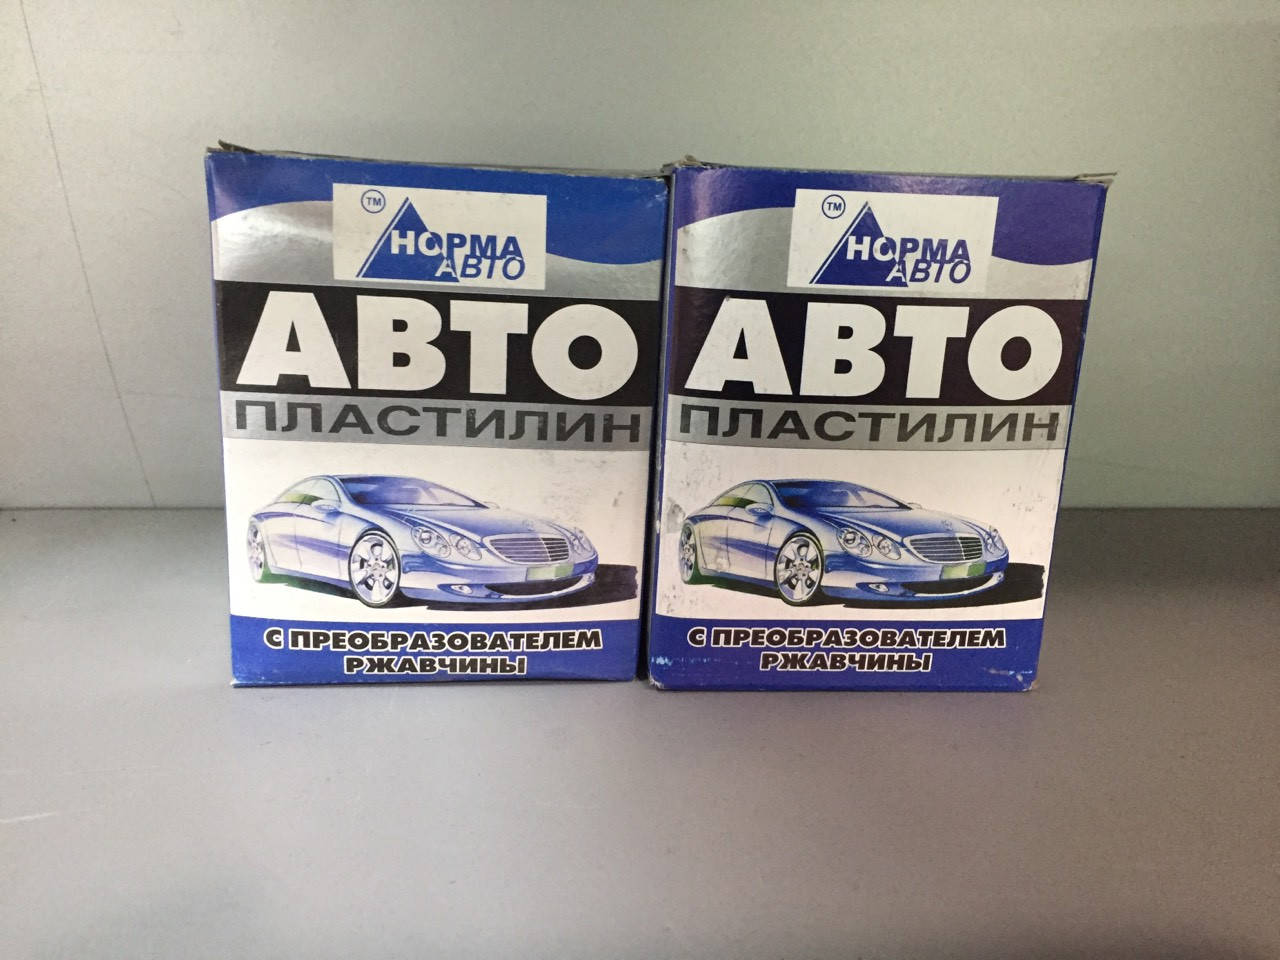 TM
НОРМА
АВТО
АВТО
ПЛАСТИЛИН
С ПРЕОБРАЗОВАТЕЛЕМ
РЖАВЧИНЫ
TM
НОРМА
АВТО
АВТО
ПЛАСТИЛИН
С ПРЕОБРАЗОВАТЕЛЕМ
РЖАВЧИНЫ